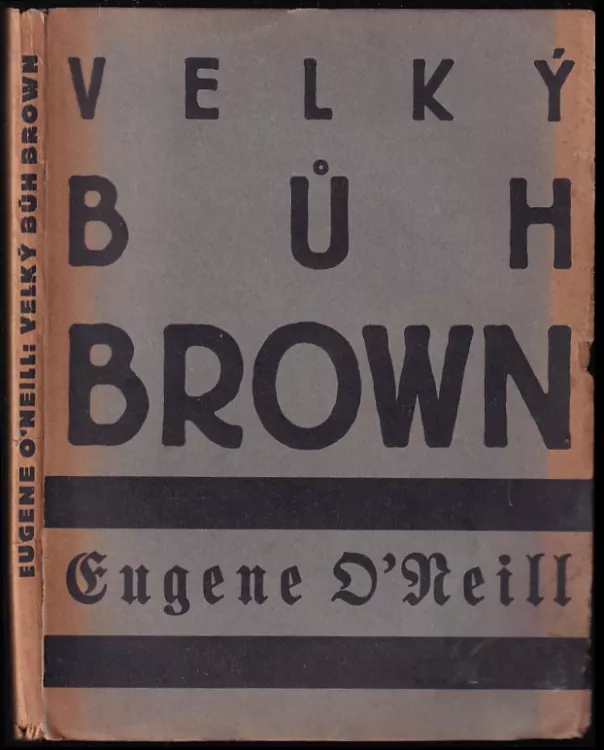 EUGENE O'NEILL: VELKÝ BŮH BROWN
VELKÝ
BŮH
BROWN
Eugene O'Neill